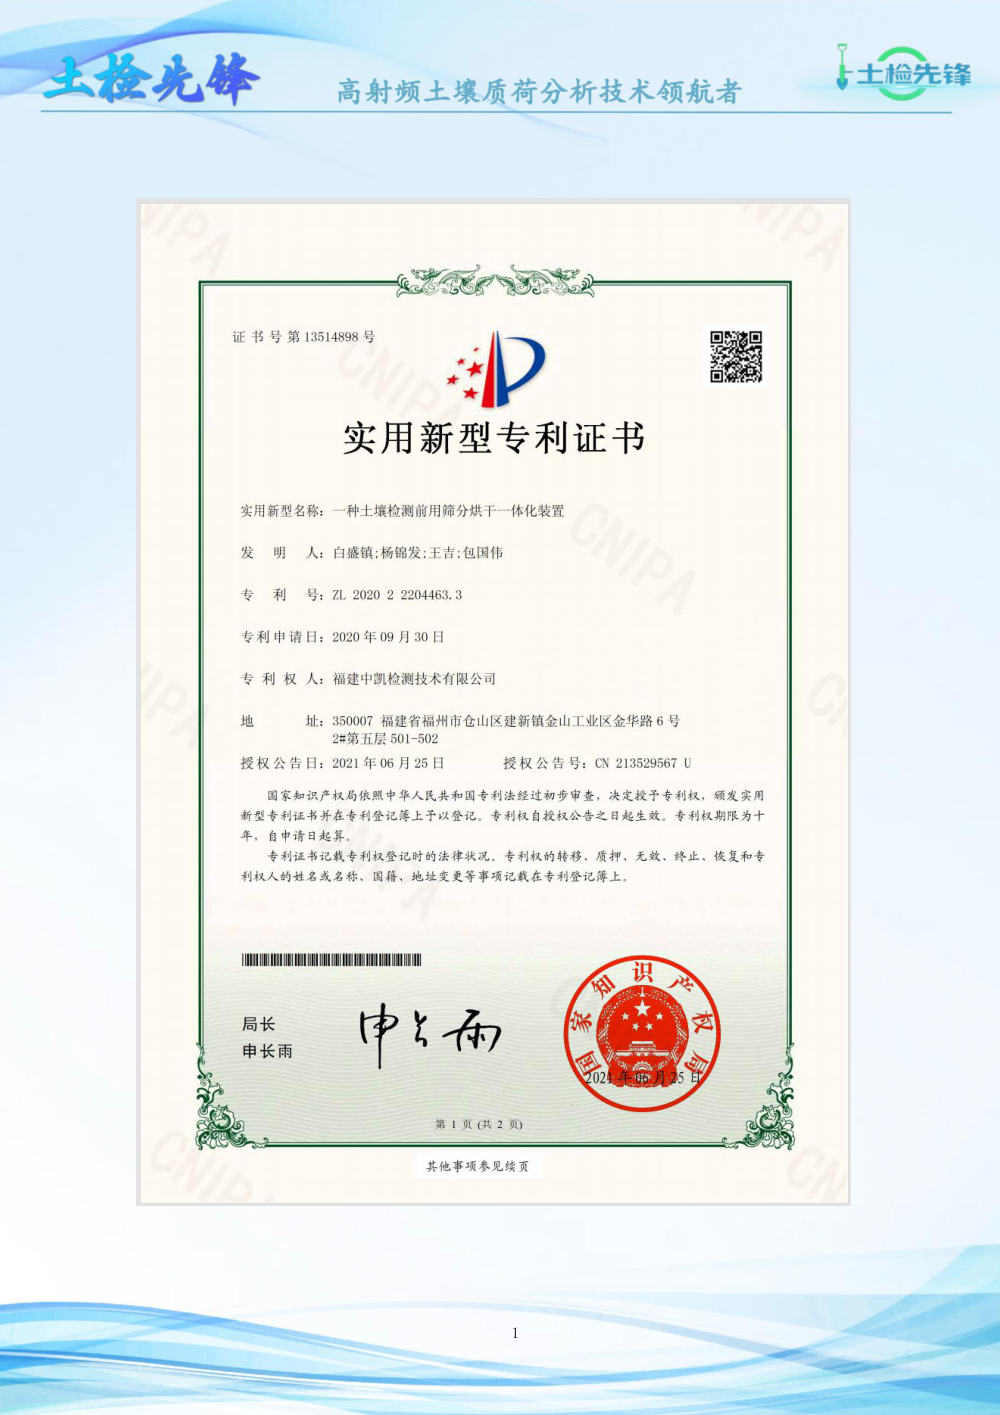 土检先锋
高射频土壤质荷分析技术领航者
土检先锋
证书号第13514898号
实用新型专利证书
实用新型名称：一种土壤检测前用筛分烘干一体化装置
发明人：白盛镇;杨锦发;王吉;包国伟
专利号：ZL 2020 2 2204463.3
专利申请日：2020年09月30日
专利权人：福建中凯检测技术有限公司
地址：350007 福建省福州市仓山区建新镇金山工业区金华路6号
2#第五层501-502
授权公告日：2021年06月25日 授权公告号：CN 213529567 U
国家知识产权局依照中华人民共和国专利法经过初步审查，决定授予专利权，颁发实用
新型专利证书并在专利登记簿上予以登记。专利权自授权公告之日起生效。专利权期限为十
年，自申请日起算。
专利证书记载专利权登记时的法律状况。专利权的转移、质押、无效、终止、恢复和专
利权人的姓名或名称、国籍、地址变更等事项记载在专利登记簿上。
局长
申长雨
申长雨
国家知识产权局
2021年06月25日
第 1 页 (共 2 页)
其他事项参见续页
1
CNIPA